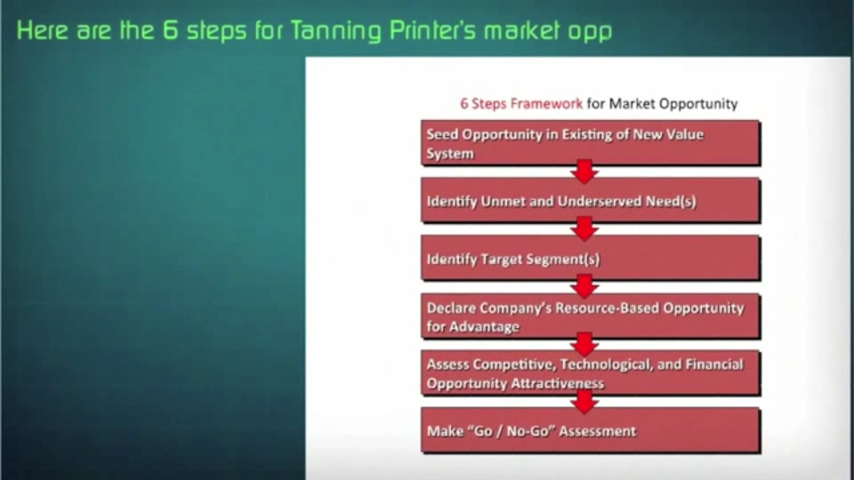 Here are the 6 steps for Tanning Printer's market opp
6 Steps Framework for Market Opportunity
Seed Opportunity in Existing of New Value
System
Identify Unmet and Underserved Need(s)
Identify Target Segment(s)
Declare Company's Resource-Based Opportunity
for Advantage
Assess Competitive, Technological, and Financial
Opportunity Attractiveness
Make "Go / No-Go" Assessment